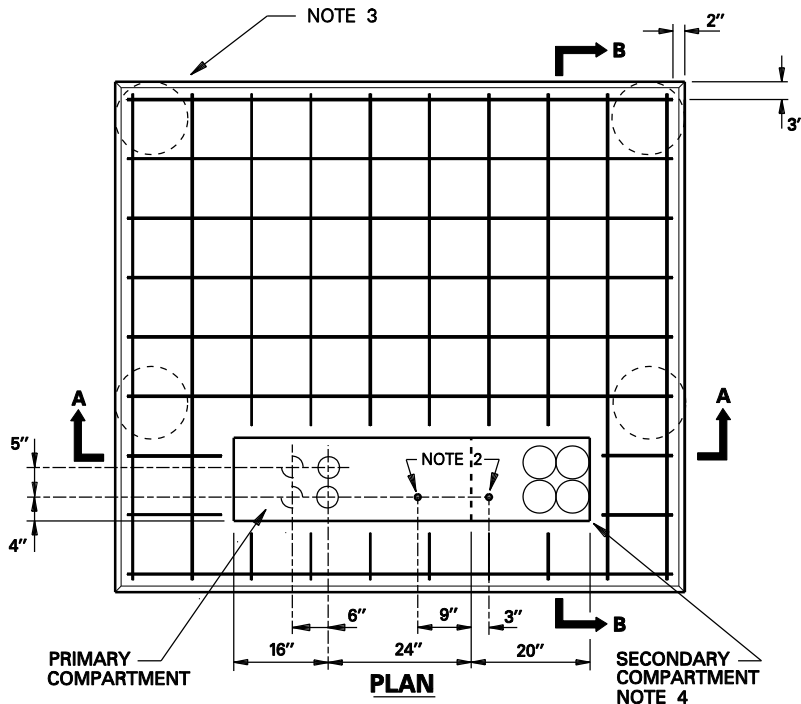 NOTE 3
2"
B
3"
A
A
5"
NOTE 2
4"
6"
9"
3"
B
16"
24"
20"
PRIMARY
COMPARTMENT
PLAN
SECONDARY
COMPARTMENT
NOTE 4